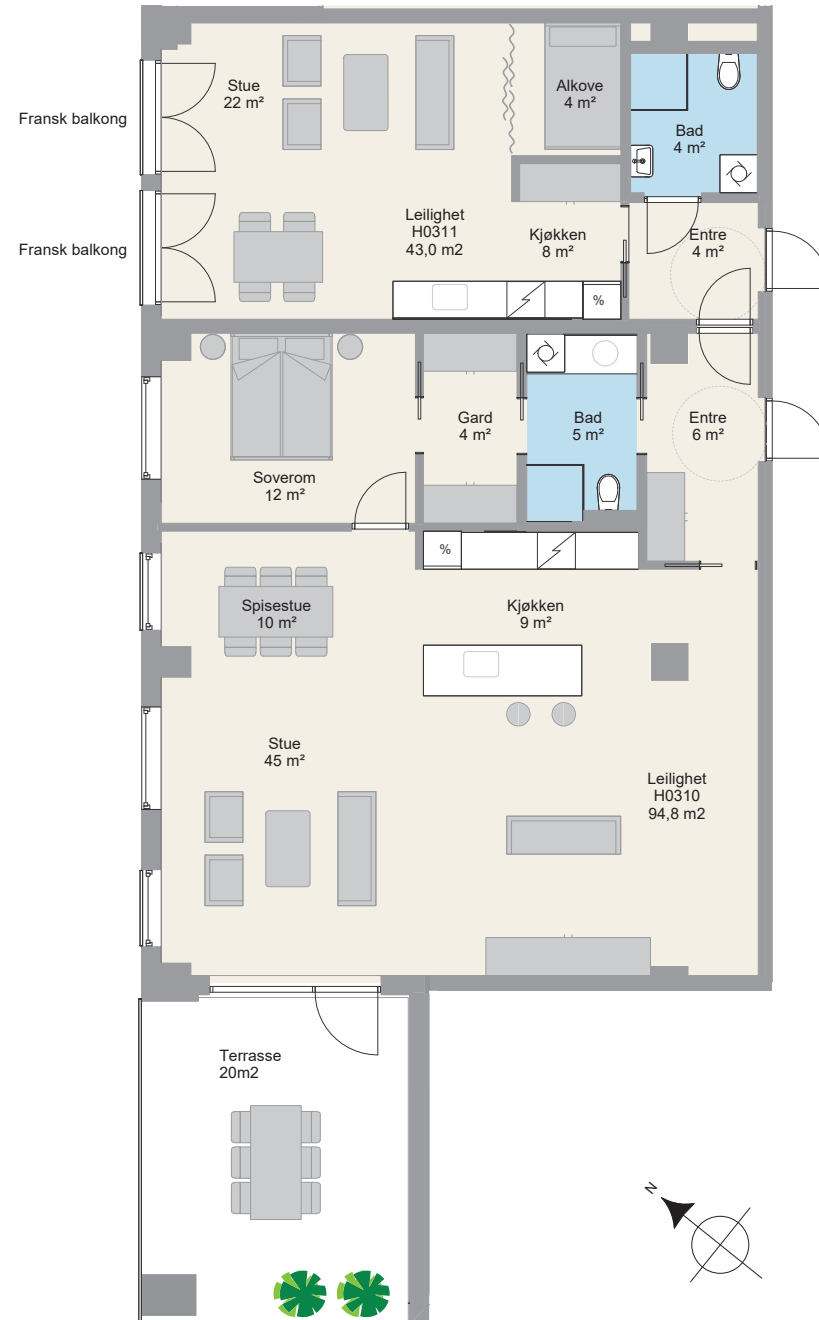 Stue
22 m²
Alkove
4 m²
Fransk balkong
Bad
4 m²
Leilighet
H0311
43,0 m2
Kjøkken
8 m²
Entre
4 m²
Fransk balkong
%
Gard
4 m²
Bad
5 m²
Entre
6 m²
Soverom
12 m²
%
Spisestue
10 m²
Kjøkken
9 m²
Stue
45 m²
Leilighet
H0310
94,8 m2
Terrasse
20m2
N